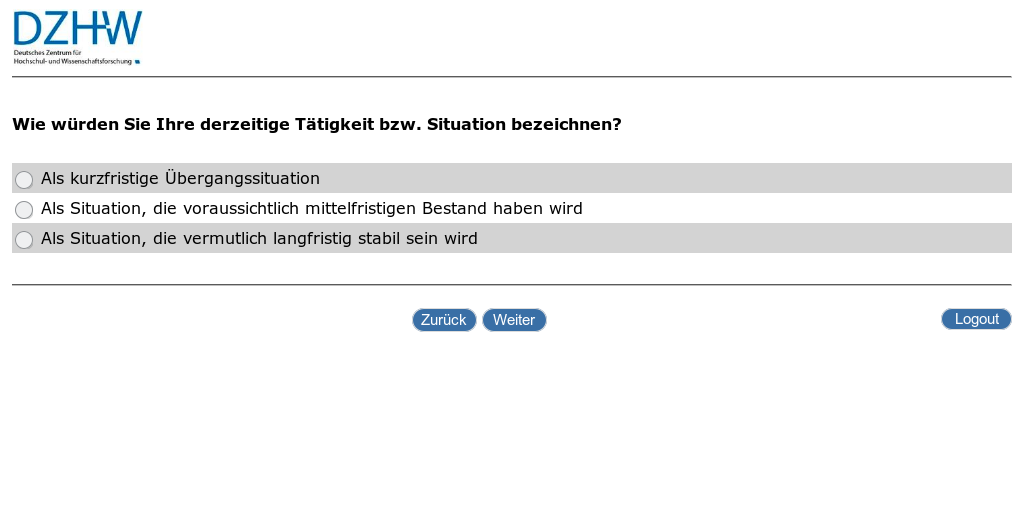 DZHW
Deutsches Zentrum für
Hochschul- und Wissenschaftsforschung
Wie würden Sie Ihre derzeitige Tätigkeit bzw. Situation bezeichnen?
Als kurzfristige Übergangssituation
Als Situation, die voraussichtlich mittelfristigen Bestand haben wird
Als Situation, die vermutlich langfristig stabil sein wird
Zurück Weiter Logout